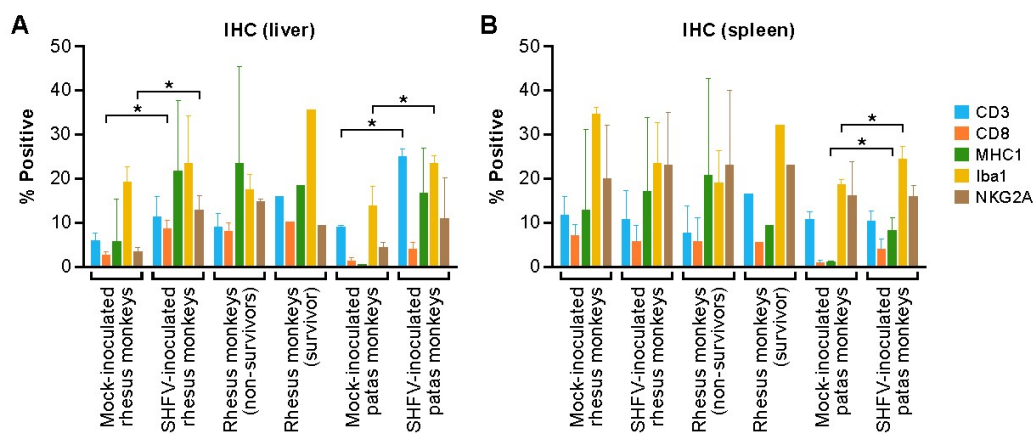 A
IHC (liver)
% Positive
50
40
30
20
10
0
*
*
*
*
Mock-inoculated
rhesus monkeys
SHFV-inoculated
rhesus monkeys
Rhesus monkeys
(non-survivors)
Rhesus monkeys
(survivor)
Mock-inoculated
patas monkeys
SHFV-inoculated
patas monkeys
B
IHC (spleen)
% Positive
50
40
30
20
10
0
*
*
Mock-inoculated
rhesus monkeys
SHFV-inoculated
rhesus monkeys
Rhesus monkeys
(non-survivors)
Rhesus monkeys
(survivor)
Mock-inoculated
patas monkeys
SHFV-inoculated
patas monkeys
CD3
CD8
MHC1
Iba1
NKG2A